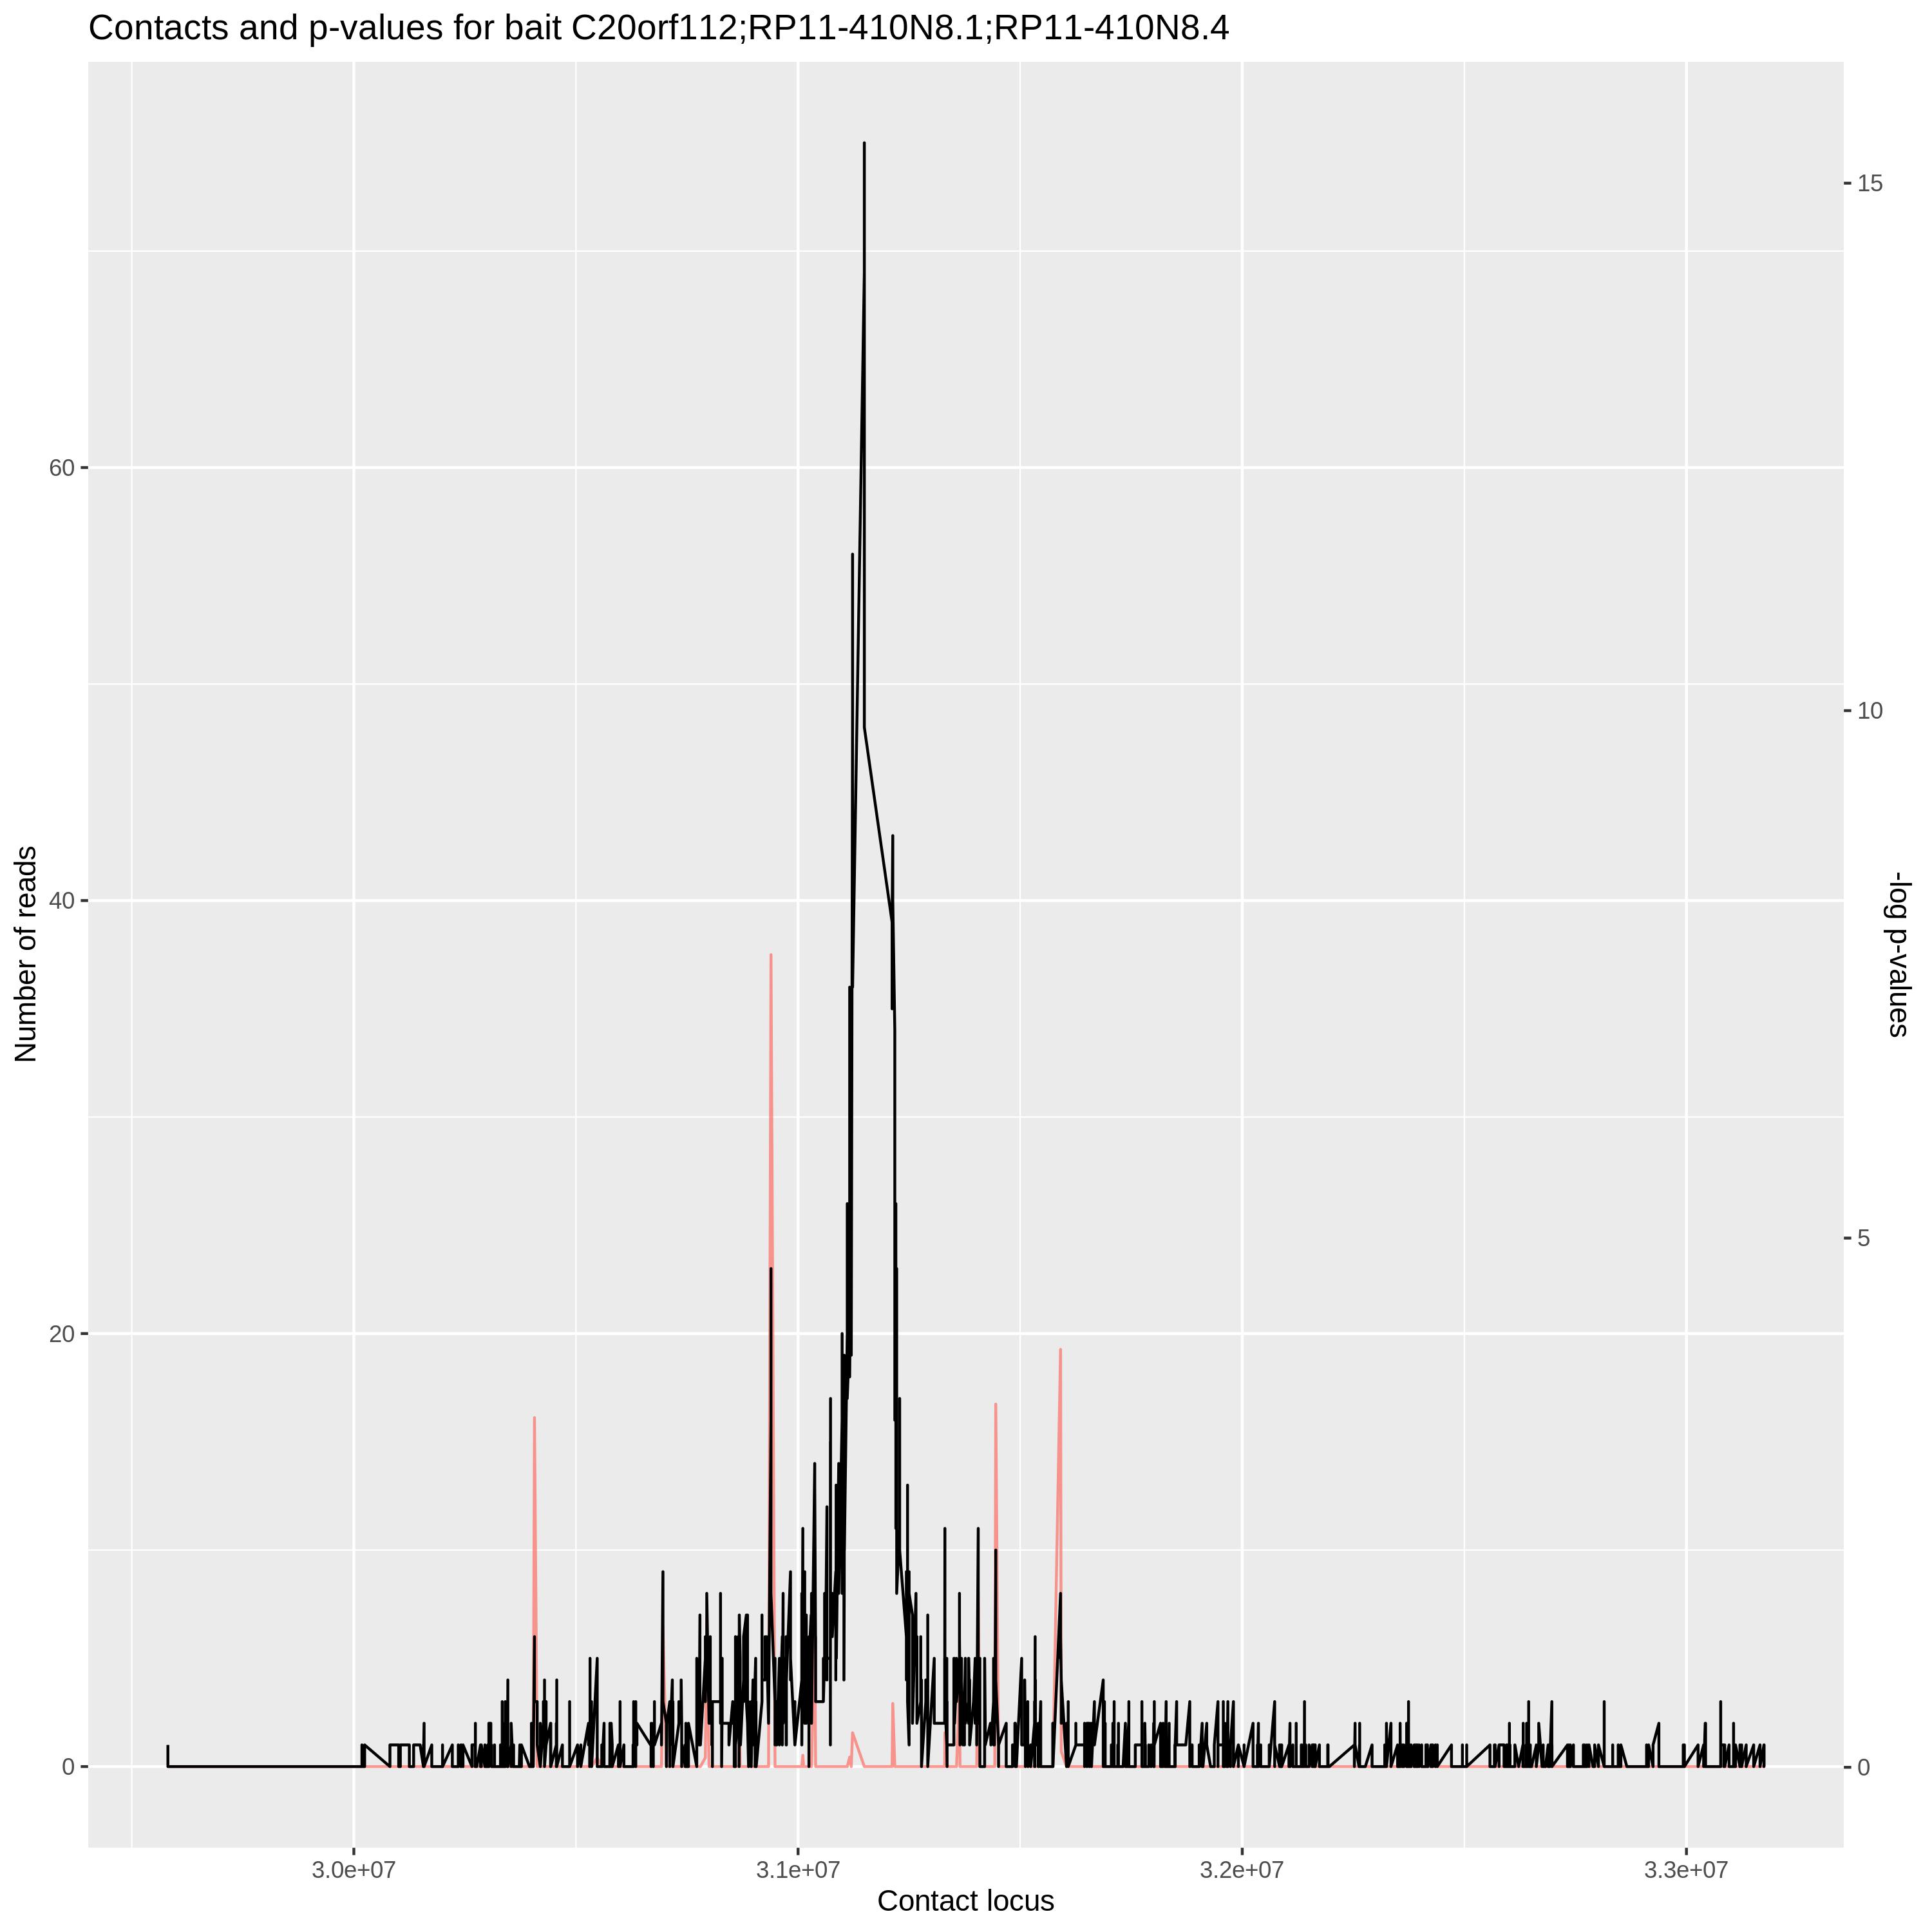 Contacts and p-values for bait C20orf112;RP11-410N8.1;RP11-410N8.4
15
60
10
40
Number of reads
-log p-values
5
20
0
0
3.0e+07
3.1e+07
3.2e+07
3.3e+07
Contact locus